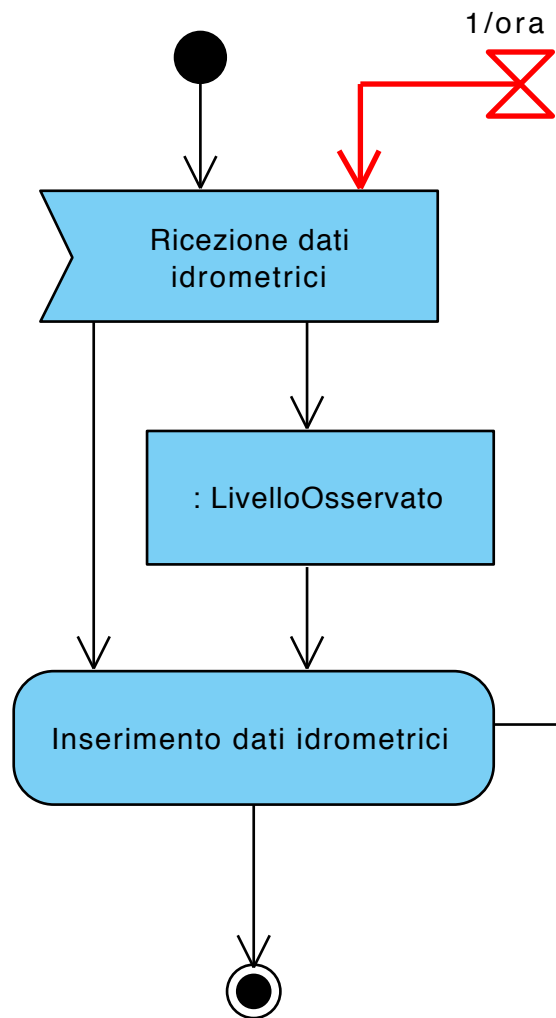 1/ora
Ricezione dati
idrometrici
: LivelloOsservato
Inserimento dati idrometrici